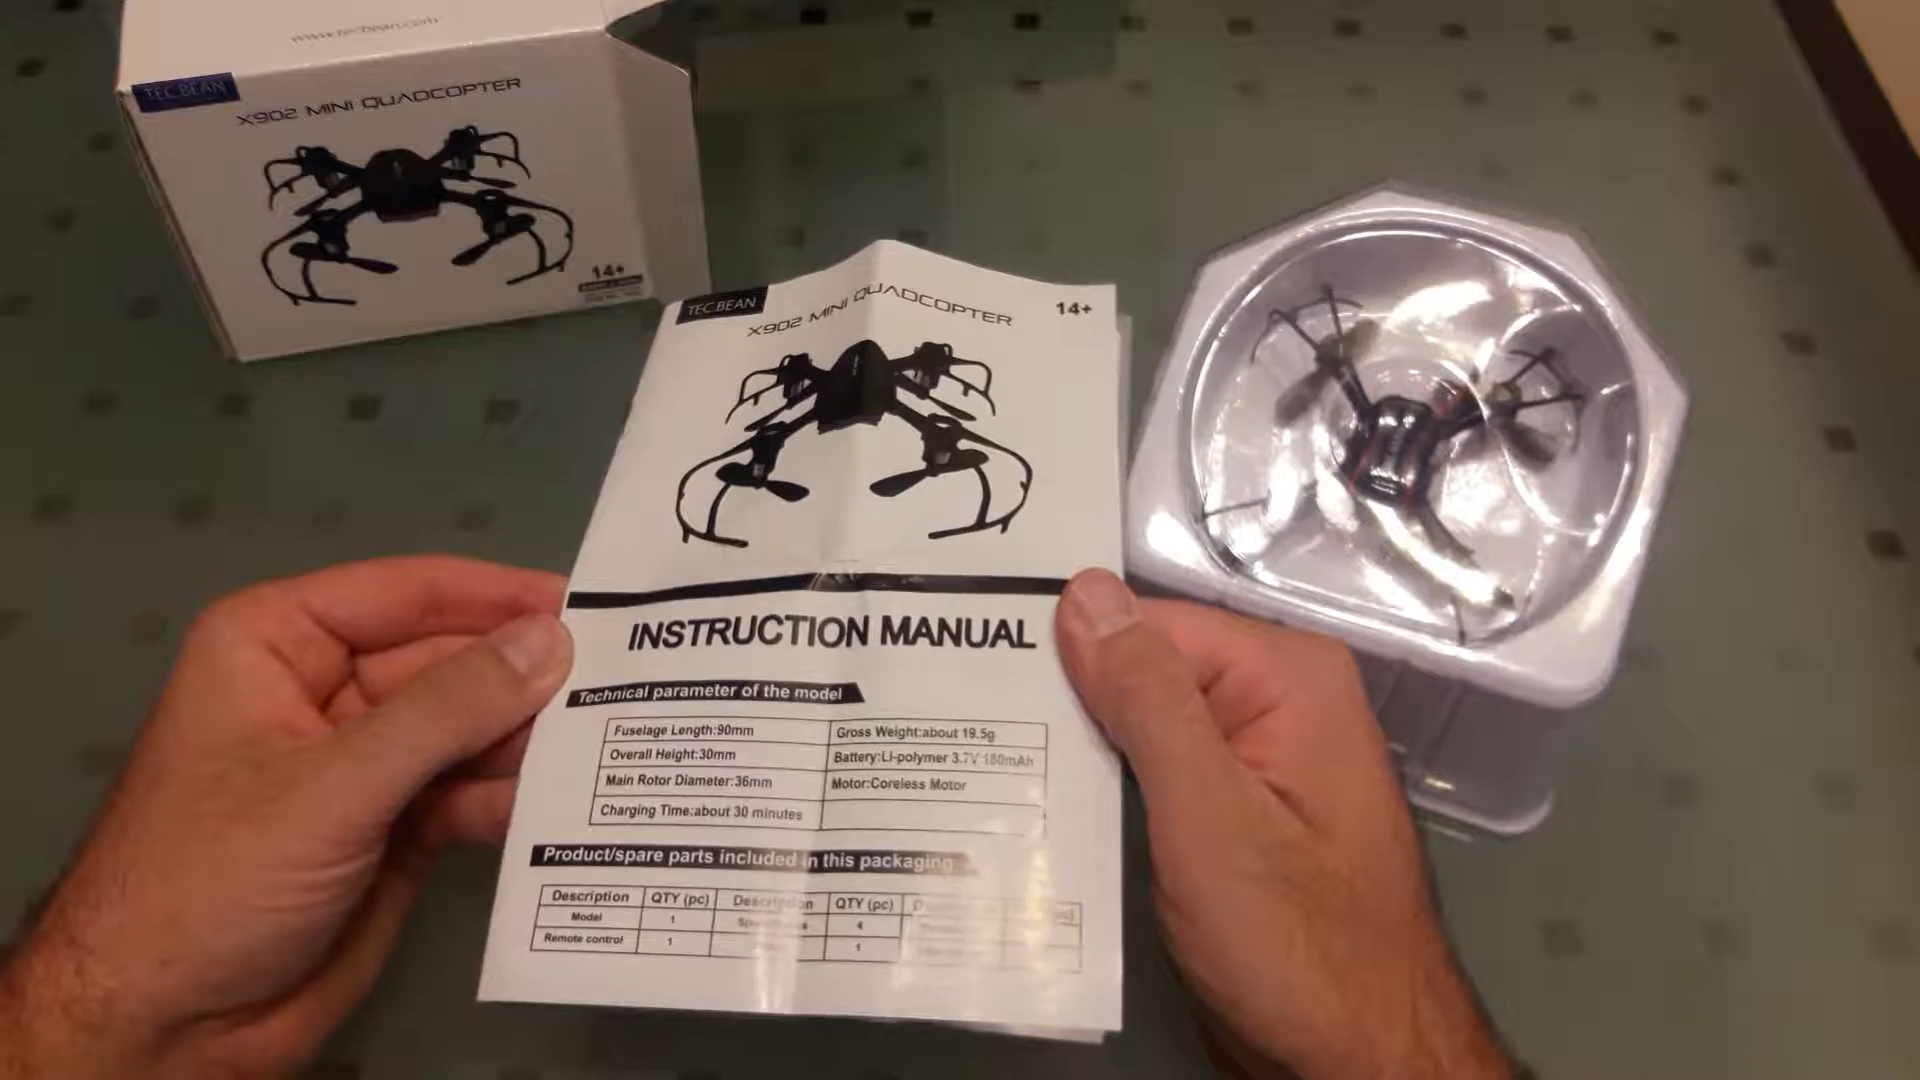 www.tecbean.com
TEC.BEAN
X902 MINI QUADCOPTER
14+
TEC.BEAN
X902 MINI QUADCOPTER
14+
INSTRUCTION MANUAL
Technical parameter of the model
Fuselage Length:90mm Gross Weight:about 19.5g
Overall Height:30mm Battery:Li-polymer 3.7V 180mAh
Main Rotor Diameter:36mm Motor:Coreless Motor
Charging Time:about 30 minutes
Product/spare parts included in this packaging
Description QTY (pc) Description QTY (pc)
Model 1 4
Remote control 1 1